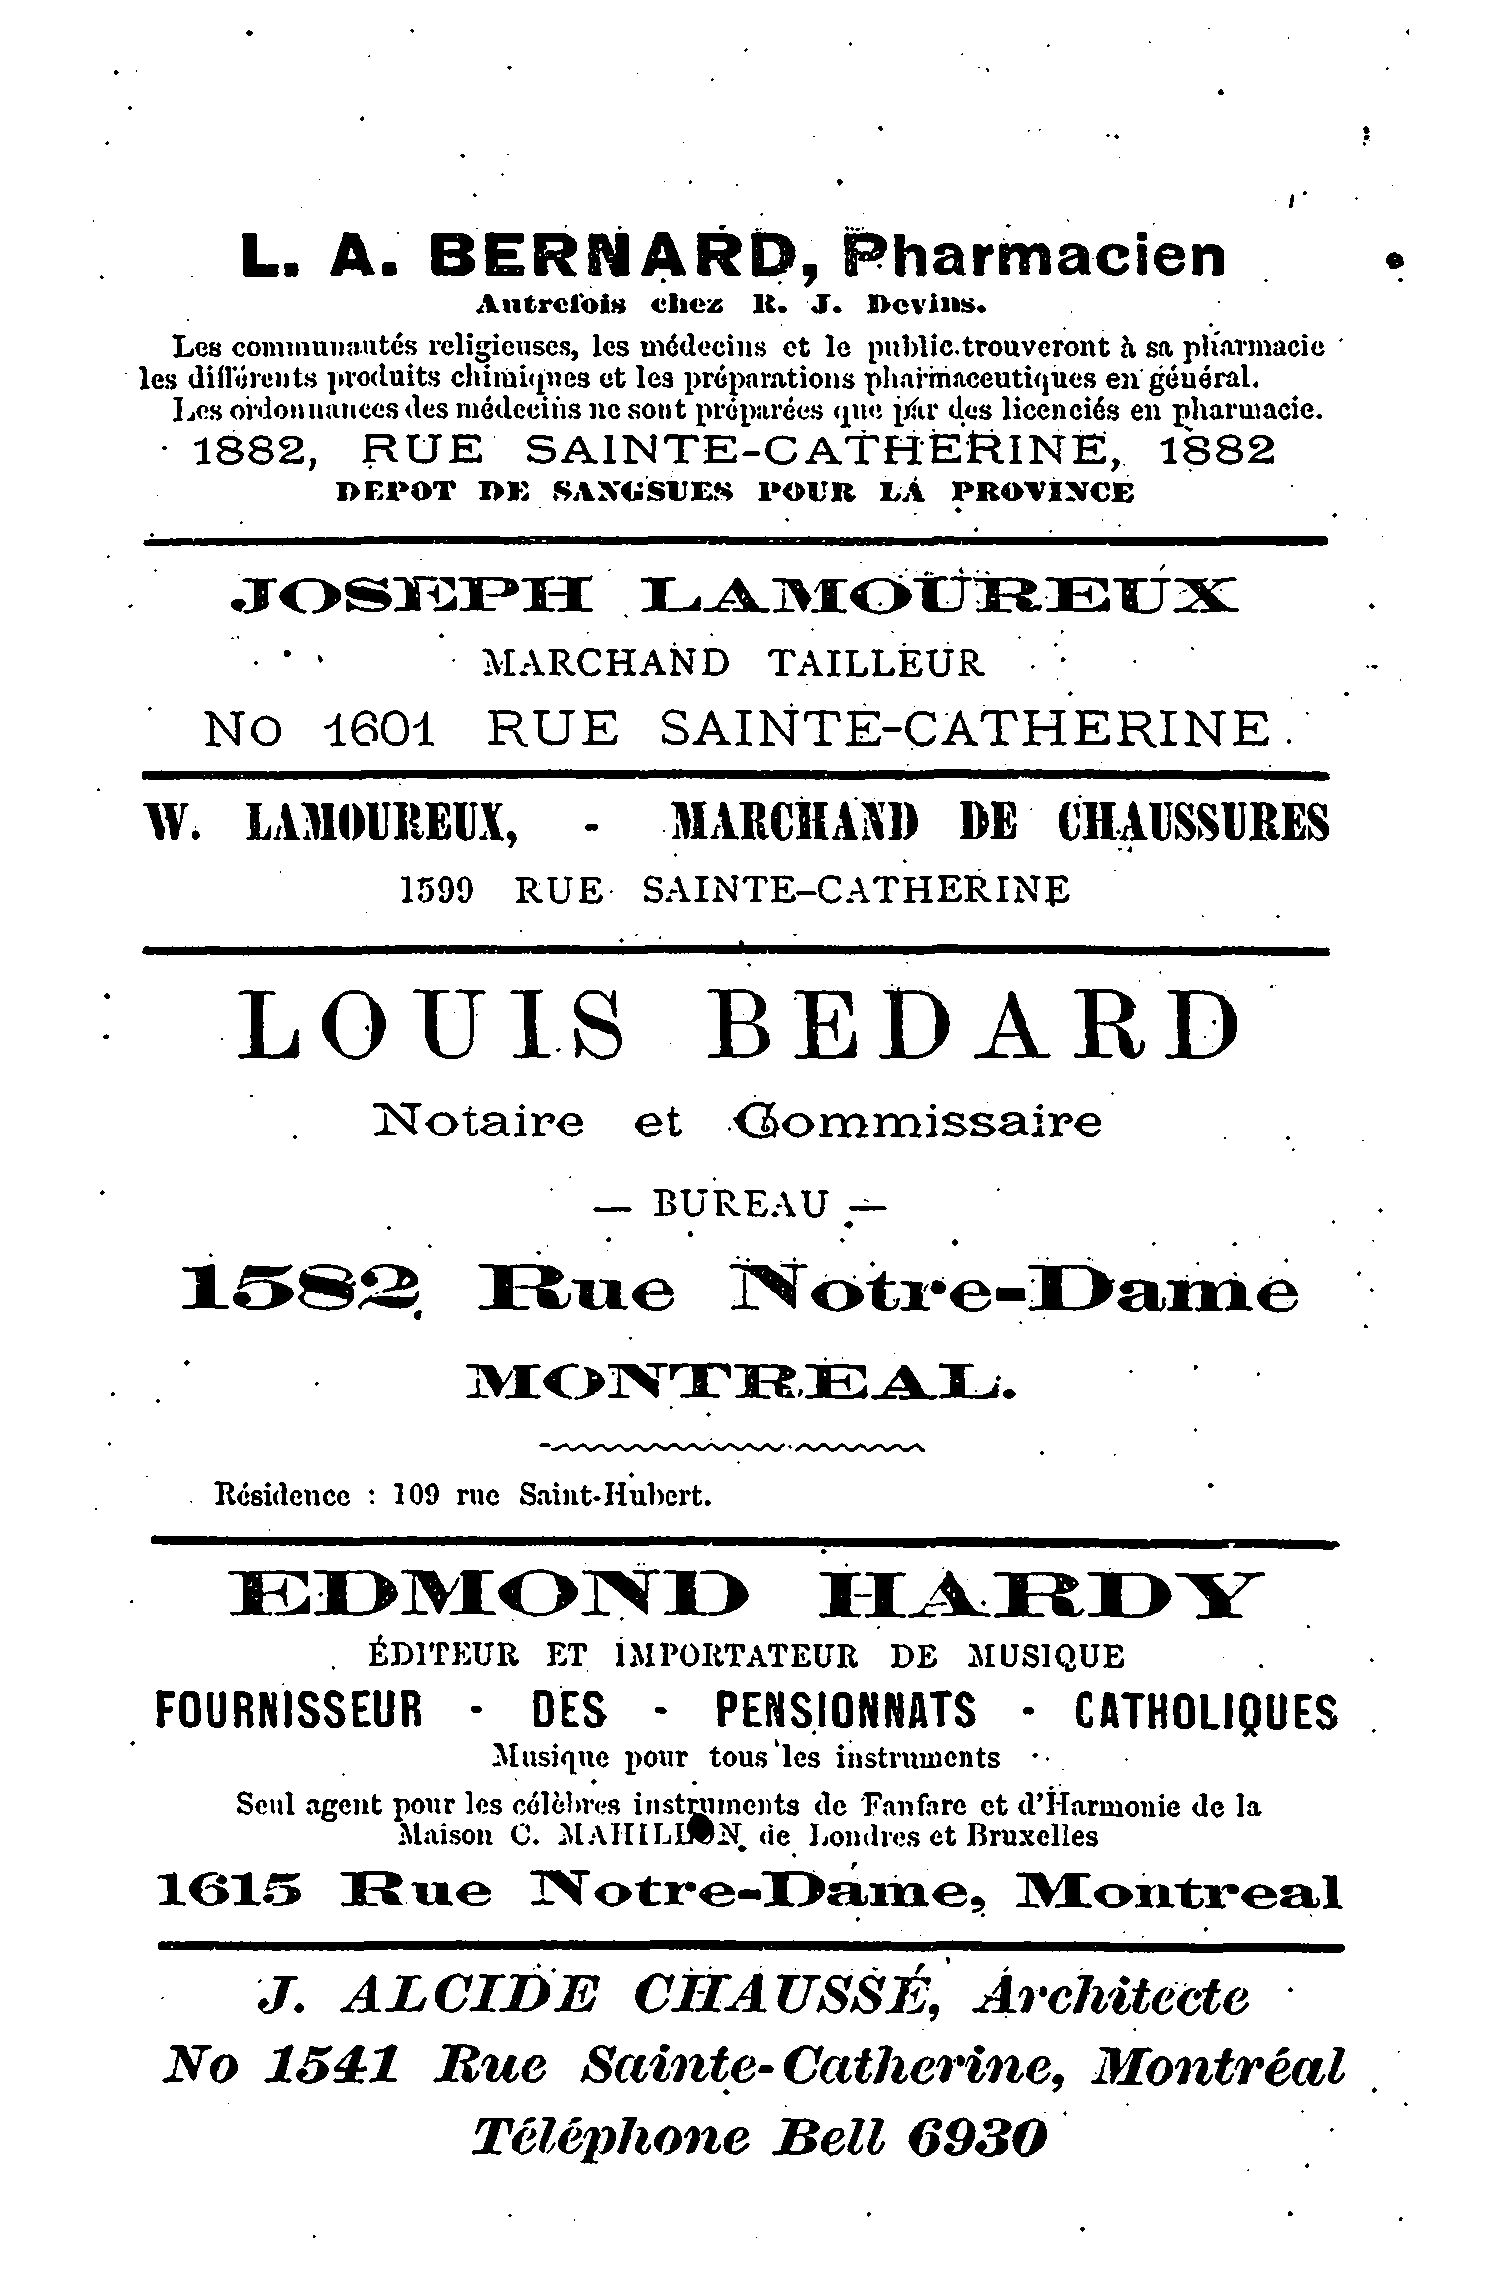 L. A. BERNARD, Pharmacien
Autrefois chez R. J. Devins.
Les communautés religieuses, les médecins et le public trouveront à sa pharmacie
les différents produits chimiques et les préparations pharmaceutiques en général.
Les ordonnances des médecins ne sont préparées que par des licenciés en pharmacie.
1882, RUE SAINTE-CATHERINE, 1882
DEPOT DE SANGSUES POUR LA PROVINCE
JOSEPH LAMOUREUX
MARCHAND TAILLEUR
No 1601 RUE SAINTE-CATHERINE.
W. LAMOUREUX, - MARCHAND DE CHAUSSURES
1599 RUE SAINTE-CATHERINE
LOUIS BEDARD
Notaire et Commissaire
— BUREAU —
1582 Rue Notre-Dame
MONTREAL.
Résidence : 109 rue Saint-Hubert.
EDMOND HARDY
ÉDITEUR ET IMPORTATEUR DE MUSIQUE
FOURNISSEUR - DES - PENSIONNATS - CATHOLIQUES
Musique pour tous les instruments
Seul agent pour les célèbres instruments de Fanfare et d'Harmonie de la
Maison C. MAHILLON de Londres et Bruxelles
1615 Rue Notre-Dame, Montreal
J. ALCIDE CHAUSSÉ, Architecte
No 1541 Rue Sainte-Catherine, Montréal
Téléphone Bell 6930